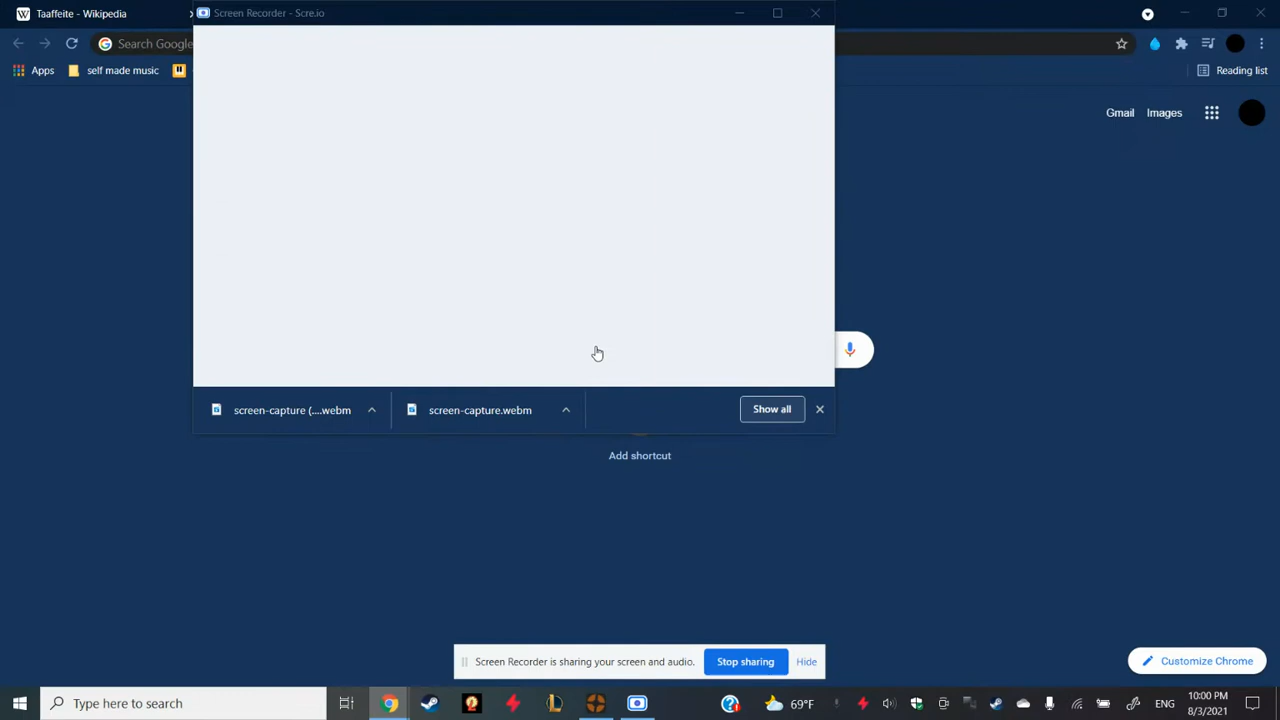 Taaffeite - Wikipedia
Screen Recorder - Scre.io
Search Google
Apps
self made music
Reading list
Gmail
Images
screen-capture (....webm
screen-capture.webm
Show all
Add shortcut
Screen Recorder is sharing your screen and audio.
Stop sharing
Hide
Customize Chrome
Type here to search
69°F
ENG
10:00 PM
8/3/2021